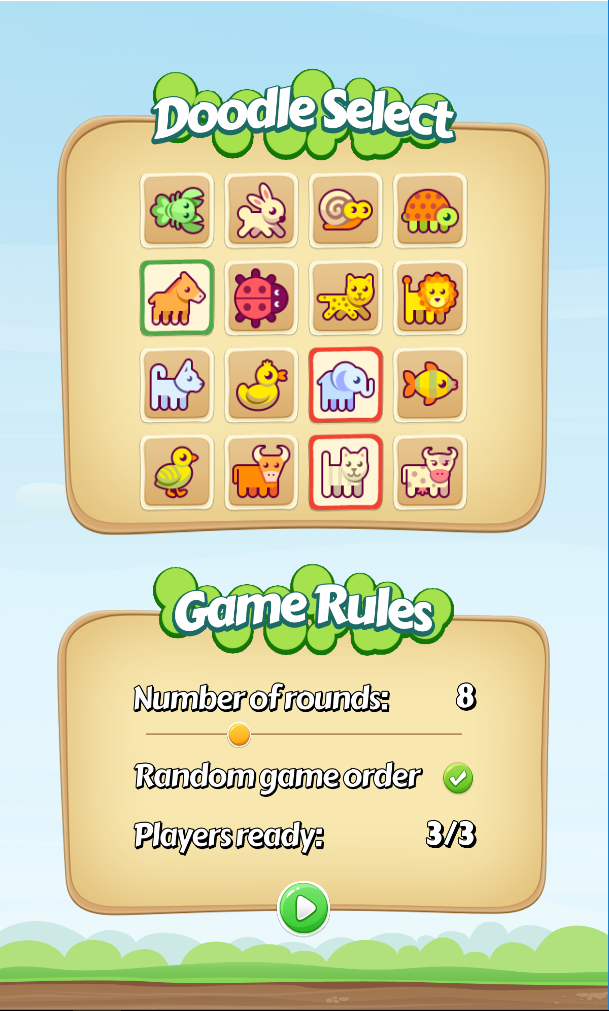 Doodle Select
Game Rules
Number of rounds: 8
Random game order
Players ready: 3/3